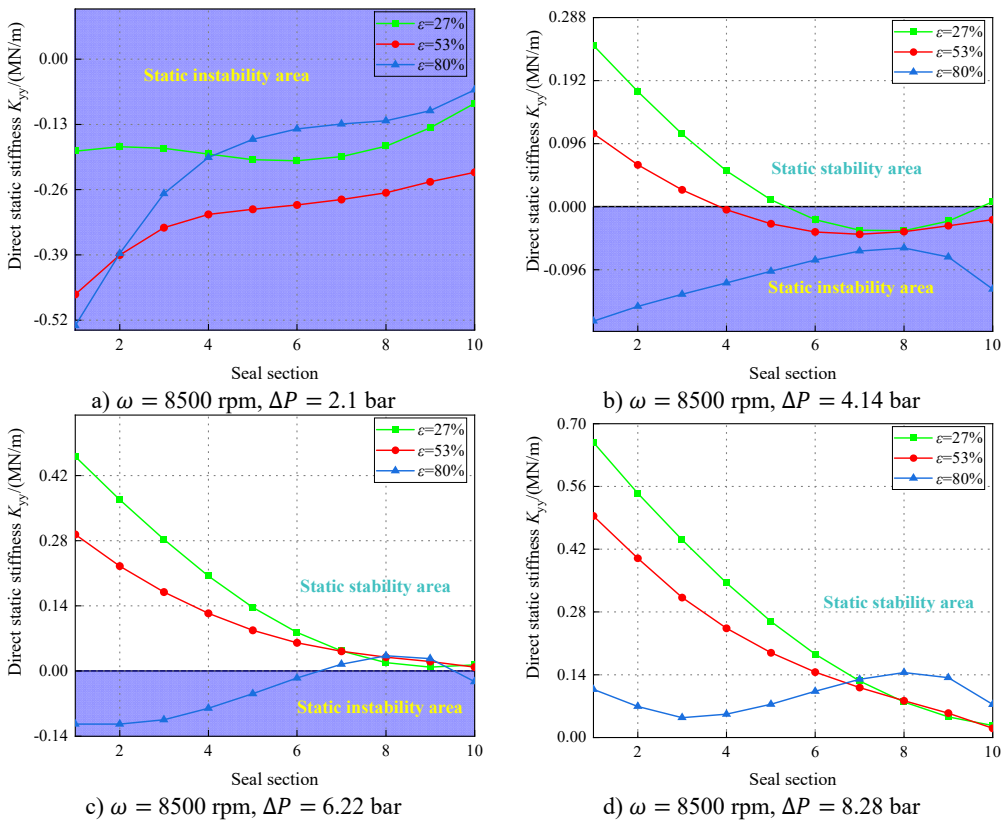 Direct static stiffness Kyy/(MN/m)
0.00
-0.13
-0.26
-0.39
-0.52
ε=27%
ε=53%
ε=80%
Static instability area
2 4 6 8 10
Seal section
a) ω = 8500 rpm, ΔP = 2.1 bar
Direct static stiffness Kyy/(MN/m)
0.288
0.192
0.096
0.000
-0.096
ε=27%
ε=53%
ε=80%
Static stability area
Static instability area
2 4 6 8 10
Seal section
b) ω = 8500 rpm, ΔP = 4.14 bar
Direct static stiffness Kyy/(MN/m)
0.42
0.28
0.14
0.00
-0.14
ε=27%
ε=53%
ε=80%
Static stability area
Static instability area
2 4 6 8 10
Seal section
c) ω = 8500 rpm, ΔP = 6.22 bar
Direct static stiffness Kyy/(MN/m)
0.70
0.56
0.42
0.28
0.14
0.00
ε=27%
ε=53%
ε=80%
Static stability area
2 4 6 8 10
Seal section
d) ω = 8500 rpm, ΔP = 8.28 bar